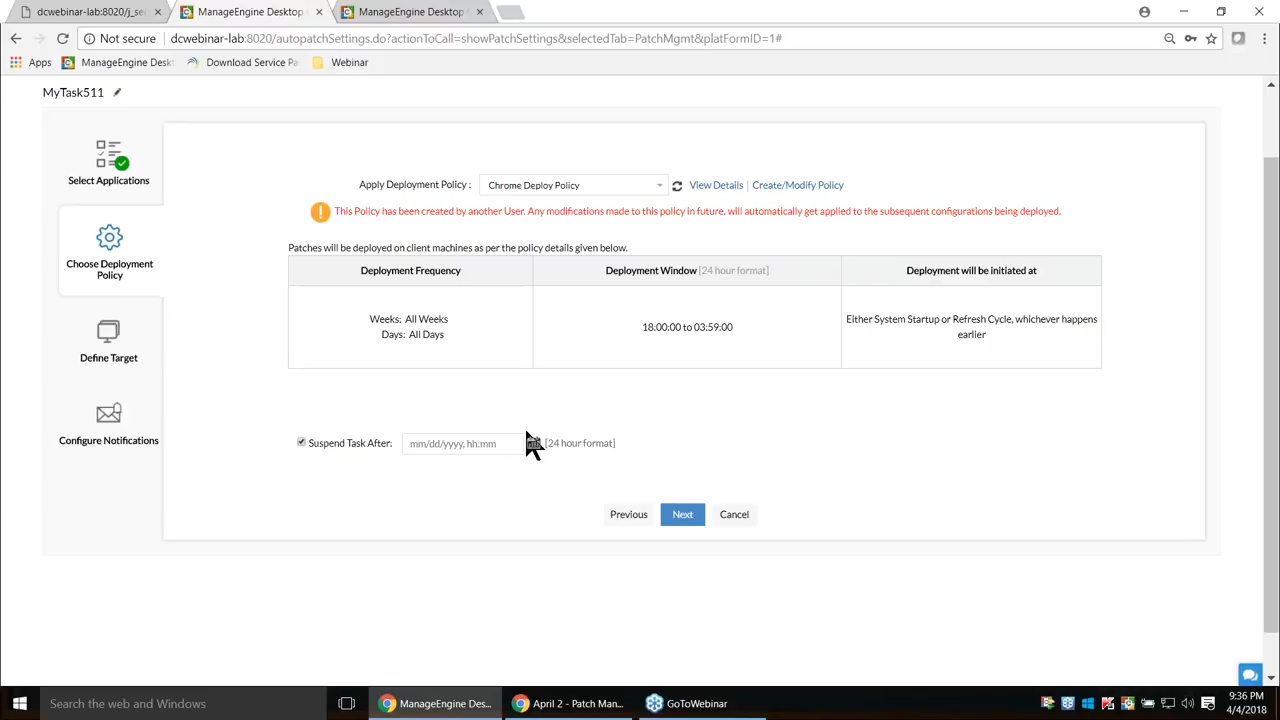 dcwebinar-lab:8020/j_se
ManageEngine Desktop
ManageEngine Desktop
Not secure
dcwebinar-lab:8020/autopatchSettings.do?actionToCall=showPatchSettings&selectedTab=PatchMgmt&platFormID=1#
Apps
ManageEngine Deskt
Download Service Pa
Webinar
MyTask511
Select Applications
Apply Deployment Policy :
Chrome Deploy Policy
View Details | Create/Modify Policy
This Policy has been created by another User. Any modifications made to this policy in future, will automatically get applied to the subsequent configurations being deployed.
Choose Deployment
Policy
Patches will be deployed on client machines as per the policy details given below.
Deployment Frequency
Deployment Window [24 hour format]
Deployment will be initiated at
Weeks: All Weeks
Days: All Days
18:00:00 to 03:59:00
Either System Startup or Refresh Cycle, whichever happens
earlier
Define Target
Configure Notifications
Suspend Task After:
mm/dd/yyyy, hh:mm
[24 hour format]
Previous
Next
Cancel
Search the web and Windows
ManageEngine Des...
April 2 - Patch Man...
GoToWebinar
9:36 PM
4/4/2018